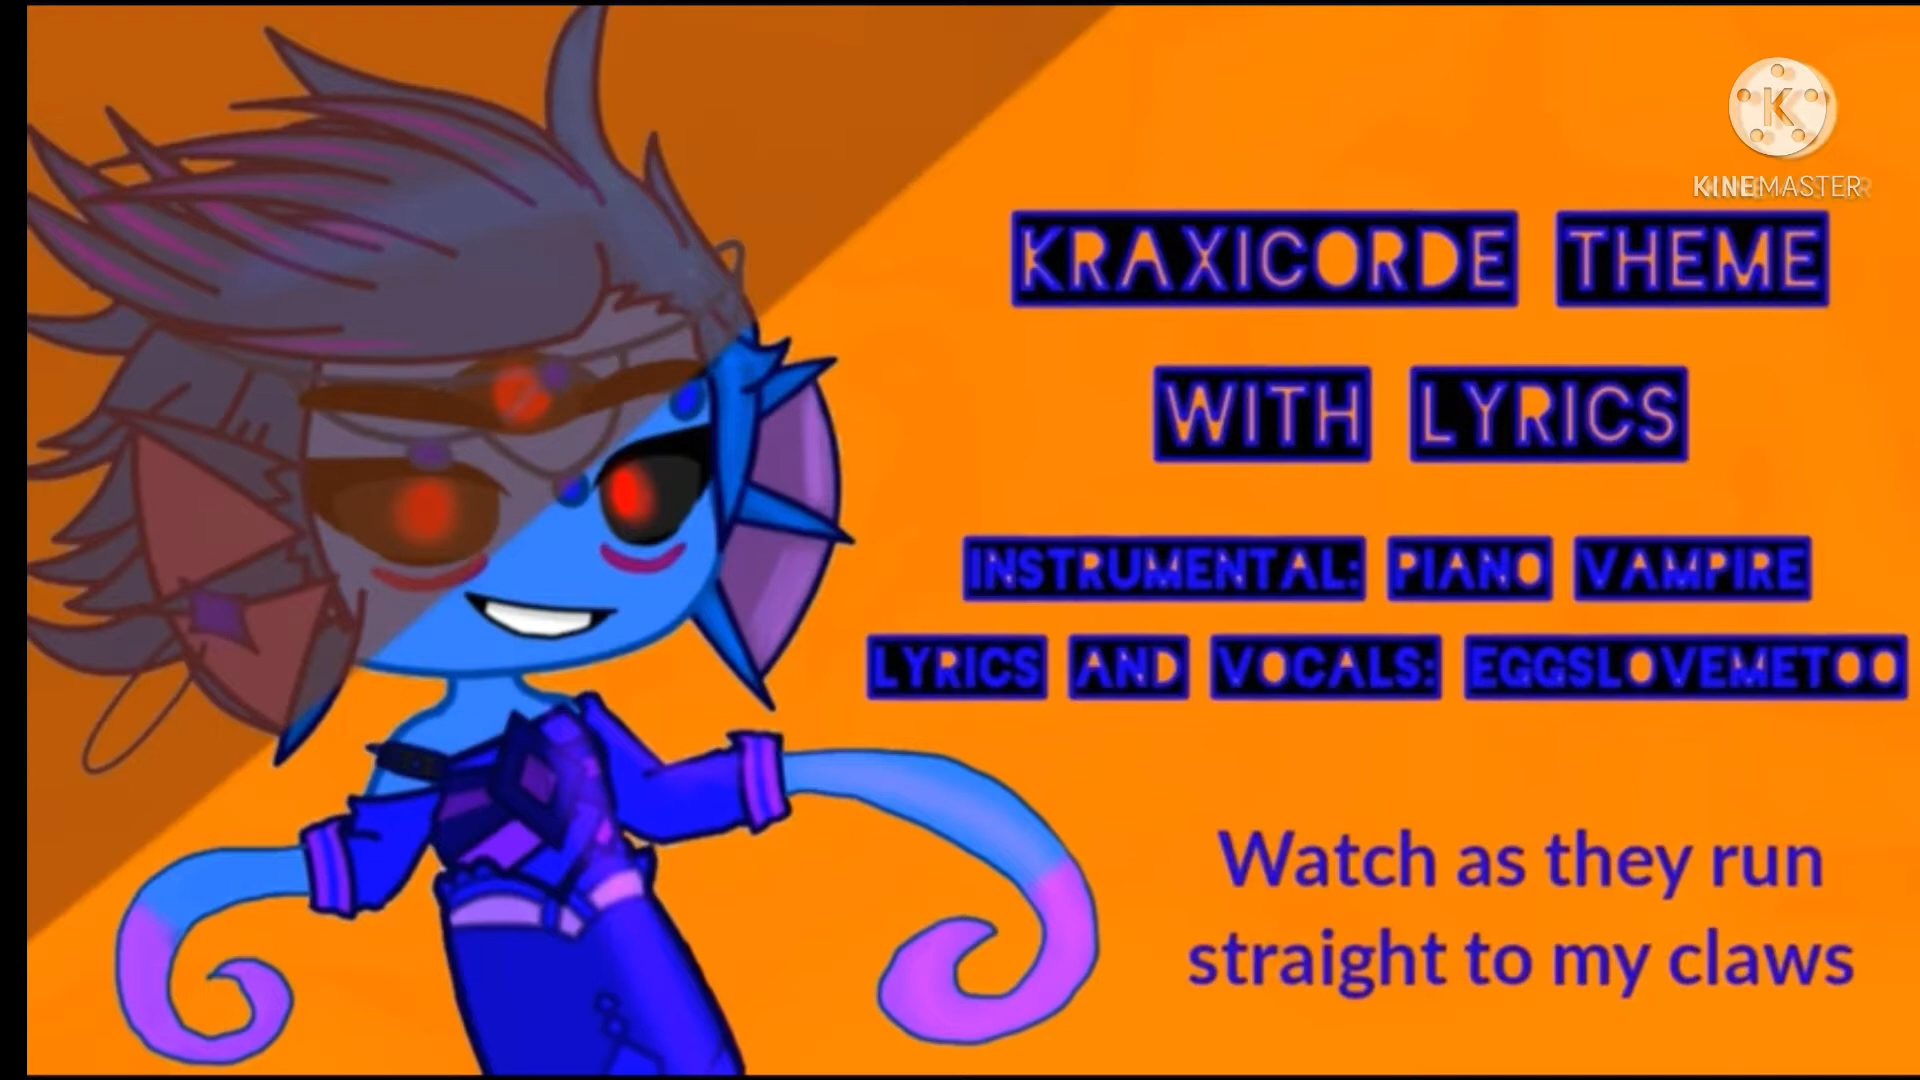 K
KINEMASTER
KRAXICORDE THEME
WITH LYRICS
INSTRUMENTAL: PIANO VAMPIRE
LYRICS AND VOCALS: EGGSLOVEMETOO
Watch as they run
straight to my claws